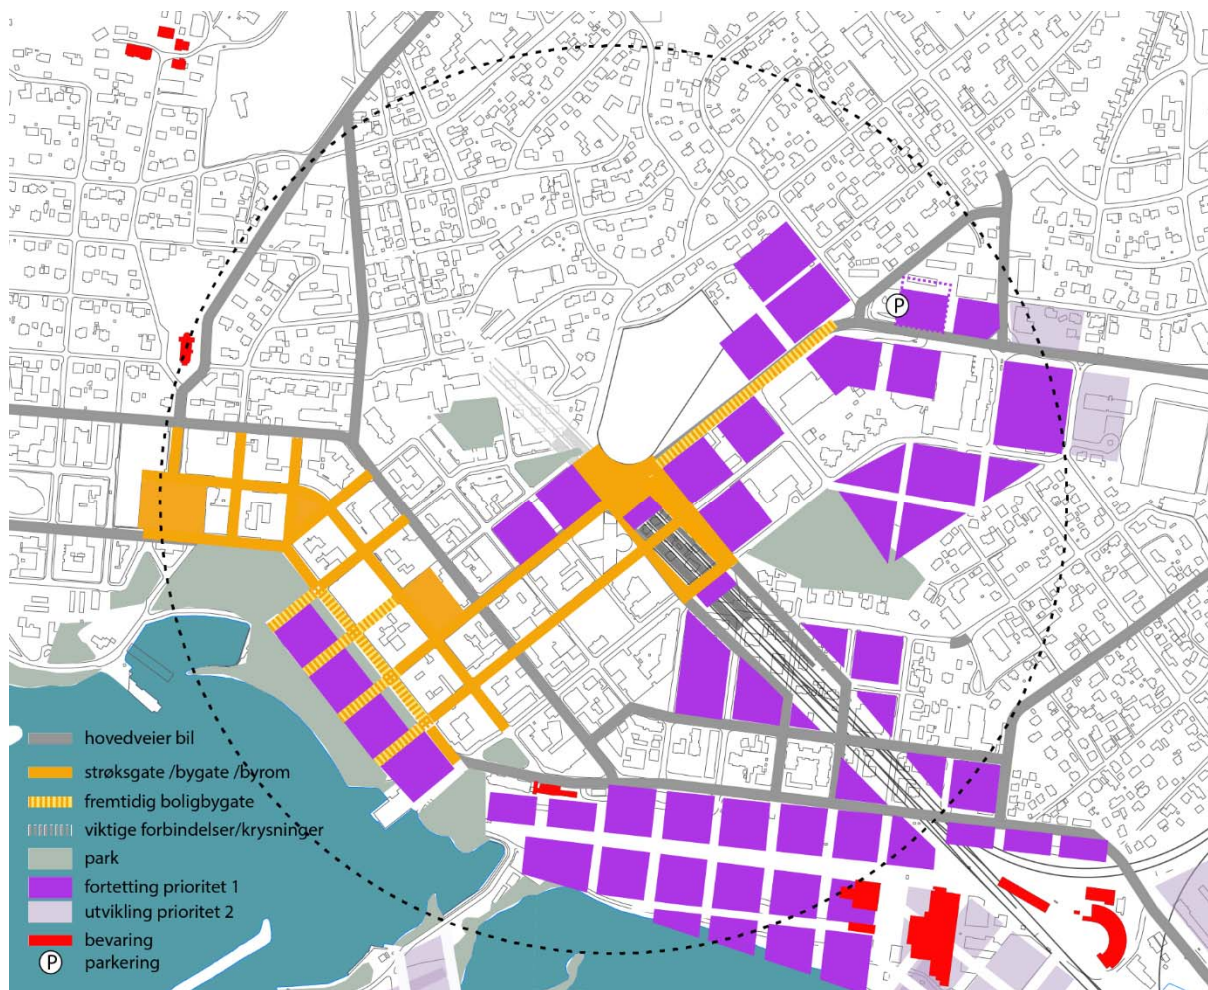 P
hovedveier bil
strøksgate /bygate /byrom
fremtidig boligbygate
viktige forbindelser/krysninger
park
fortetting prioritet 1
utvikling prioritet 2
bevaring
P parkering